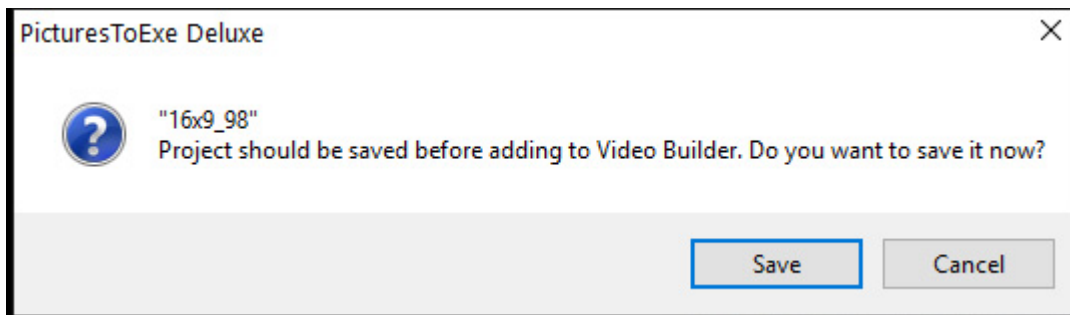 PicturesToExe Deluxe
"16x9_98"
Project should be saved before adding to Video Builder. Do you want to save it now?
Save
Cancel